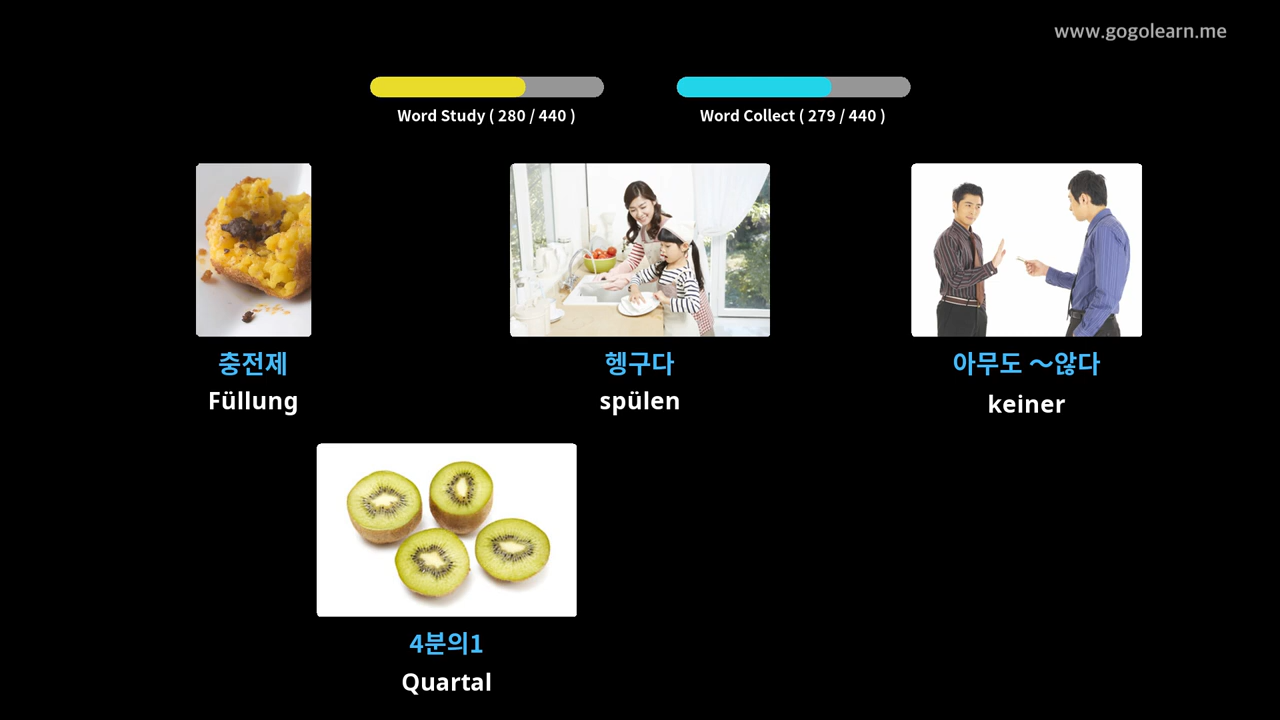 www.gogolearn.me
Word Study ( 280 / 440 )
Word Collect ( 279 / 440 )
충전제
Füllung
헹구다
spülen
아무도 ~않다
keiner
4분의1
Quartal